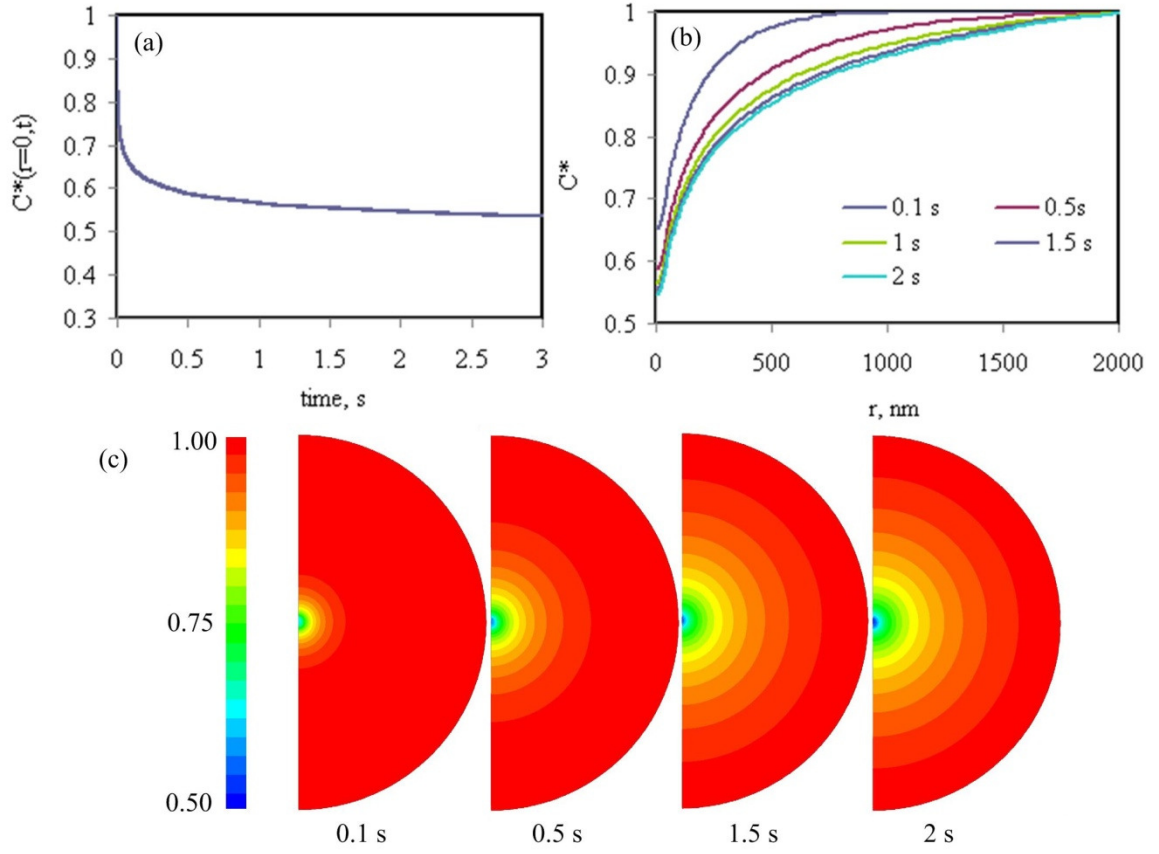 (a)
1
0.9
0.8
0.7
0.6
0.5
0.4
0.3
C*(r=0,t)
0 0.5 1 1.5 2 2.5 3
time, s
(b)
1
0.9
0.8
0.7
0.6
0.5
C*
0.1 s 0.5s
1 s 1.5 s
2 s
0 500 1000 1500 2000
r, nm
(c)
1.00
0.75
0.50
0.1 s 0.5 s 1.5 s 2 s